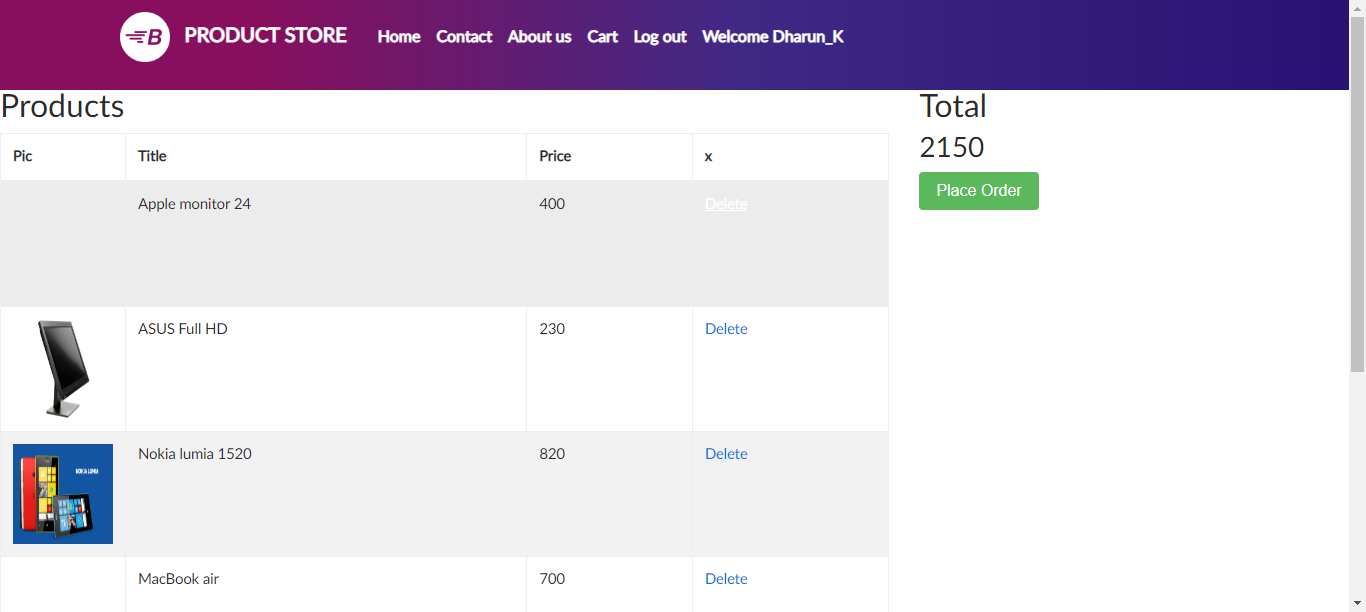 B PRODUCT STORE Home Contact About us Cart Log out Welcome Dharun_K
Products
Total
2150
Place Order
Pic Title Price x
Apple monitor 24 400 Delete
ASUS Full HD 230 Delete
Nokia lumia 1520 820 Delete
NOKIA LUMIA
MacBook air 700 Delete